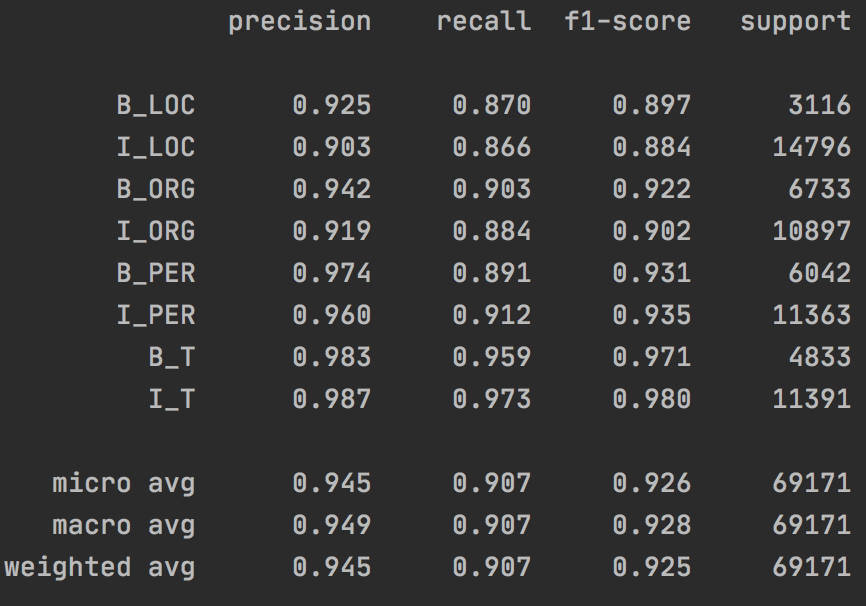 precision recall f1-score support
B_LOC 0.925 0.870 0.897 3116
I_LOC 0.903 0.866 0.884 14796
B_ORG 0.942 0.903 0.922 6733
I_ORG 0.919 0.884 0.902 10897
B_PER 0.974 0.891 0.931 6042
I_PER 0.960 0.912 0.935 11363
B_T 0.983 0.959 0.971 4833
I_T 0.987 0.973 0.980 11391
micro avg 0.945 0.907 0.926 69171
macro avg 0.949 0.907 0.928 69171
weighted avg 0.945 0.907 0.925 69171